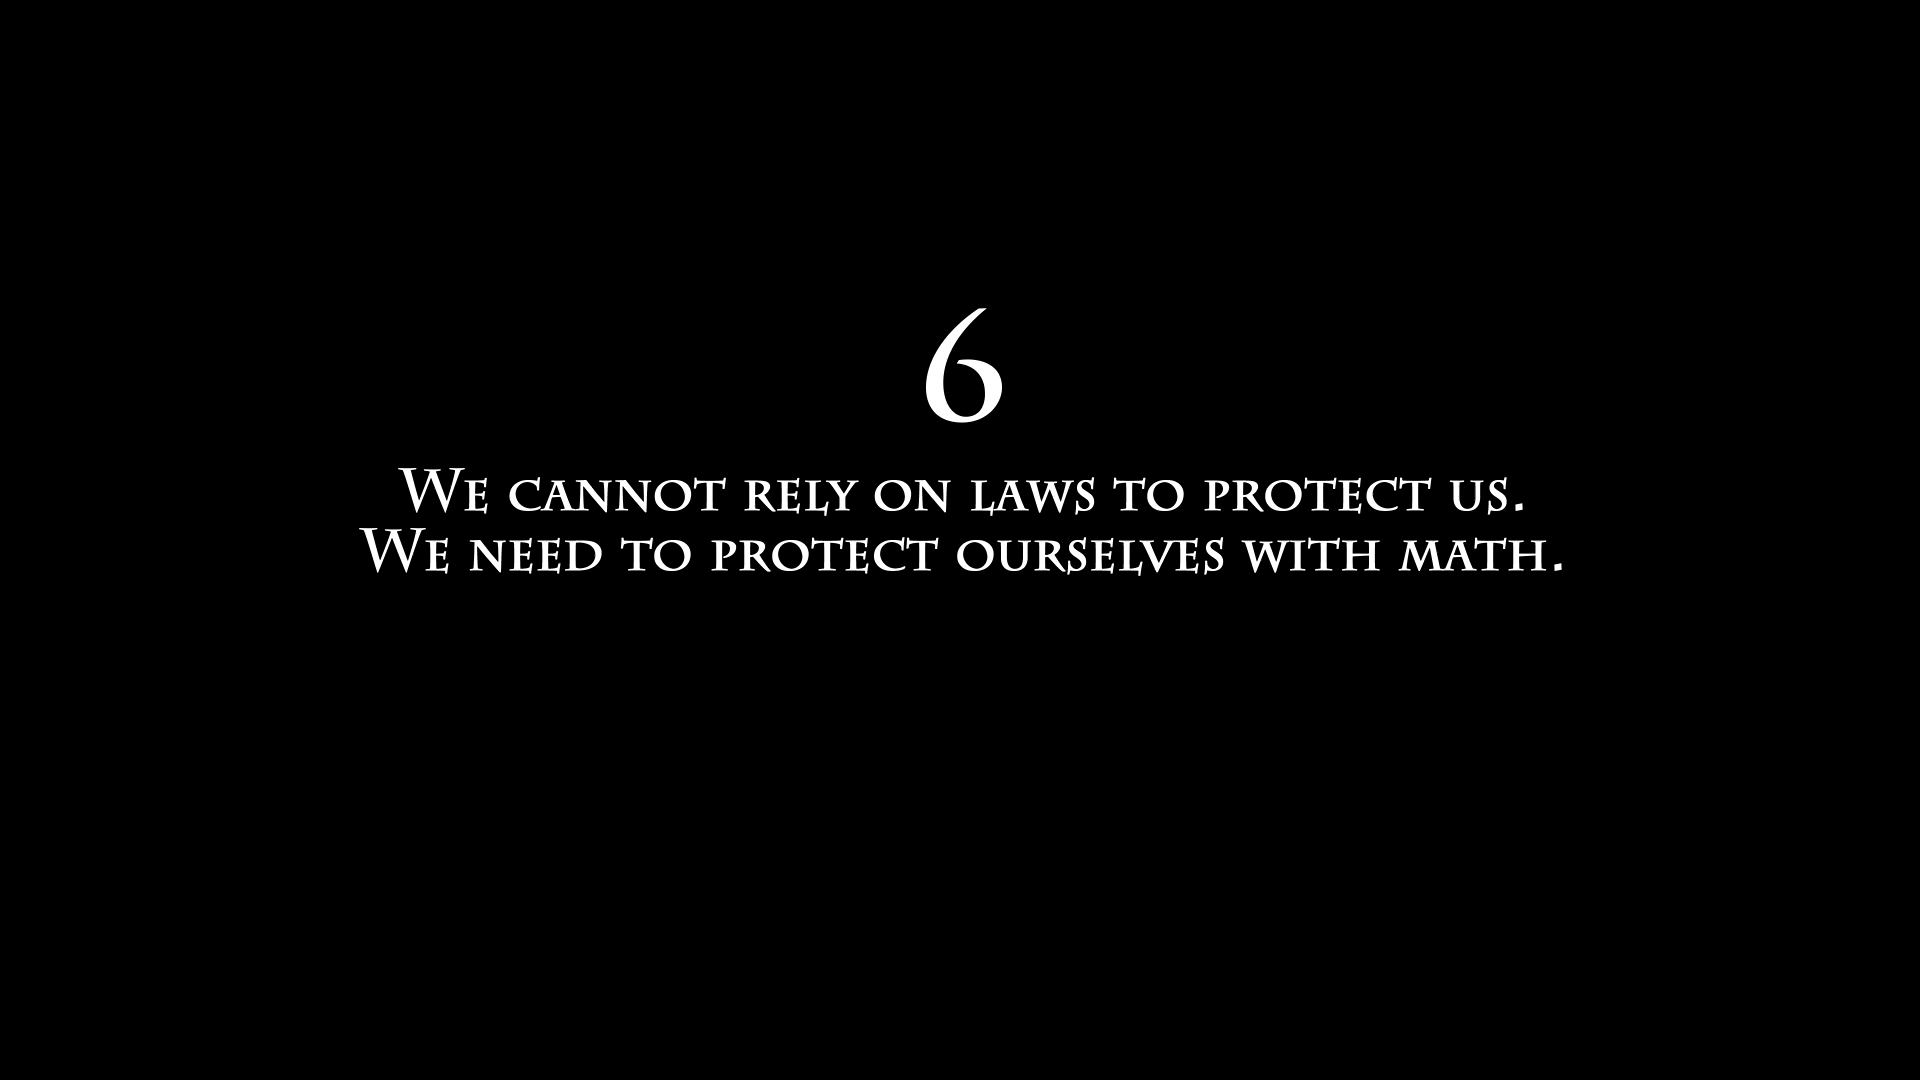 6
We cannot rely on laws to protect us.
We need to protect ourselves with math.